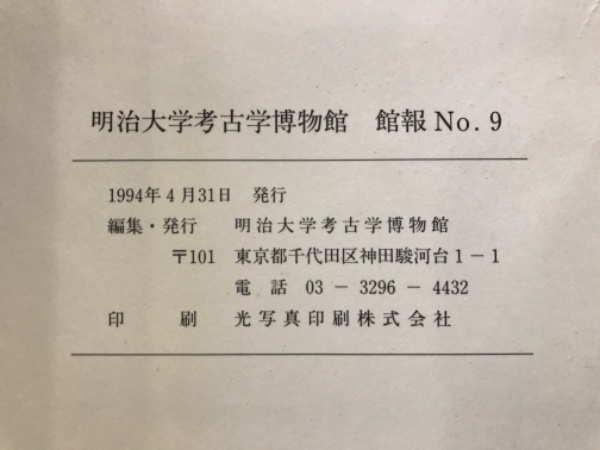 明治大学考古学博物館　館報 No. 9
1994年4月31日　発行
編集・発行　明治大学考古学博物館
〒101　東京都千代田区神田駿河台1－1
電　話　03 － 3296 － 4432
印　　刷　光写真印刷株式会社